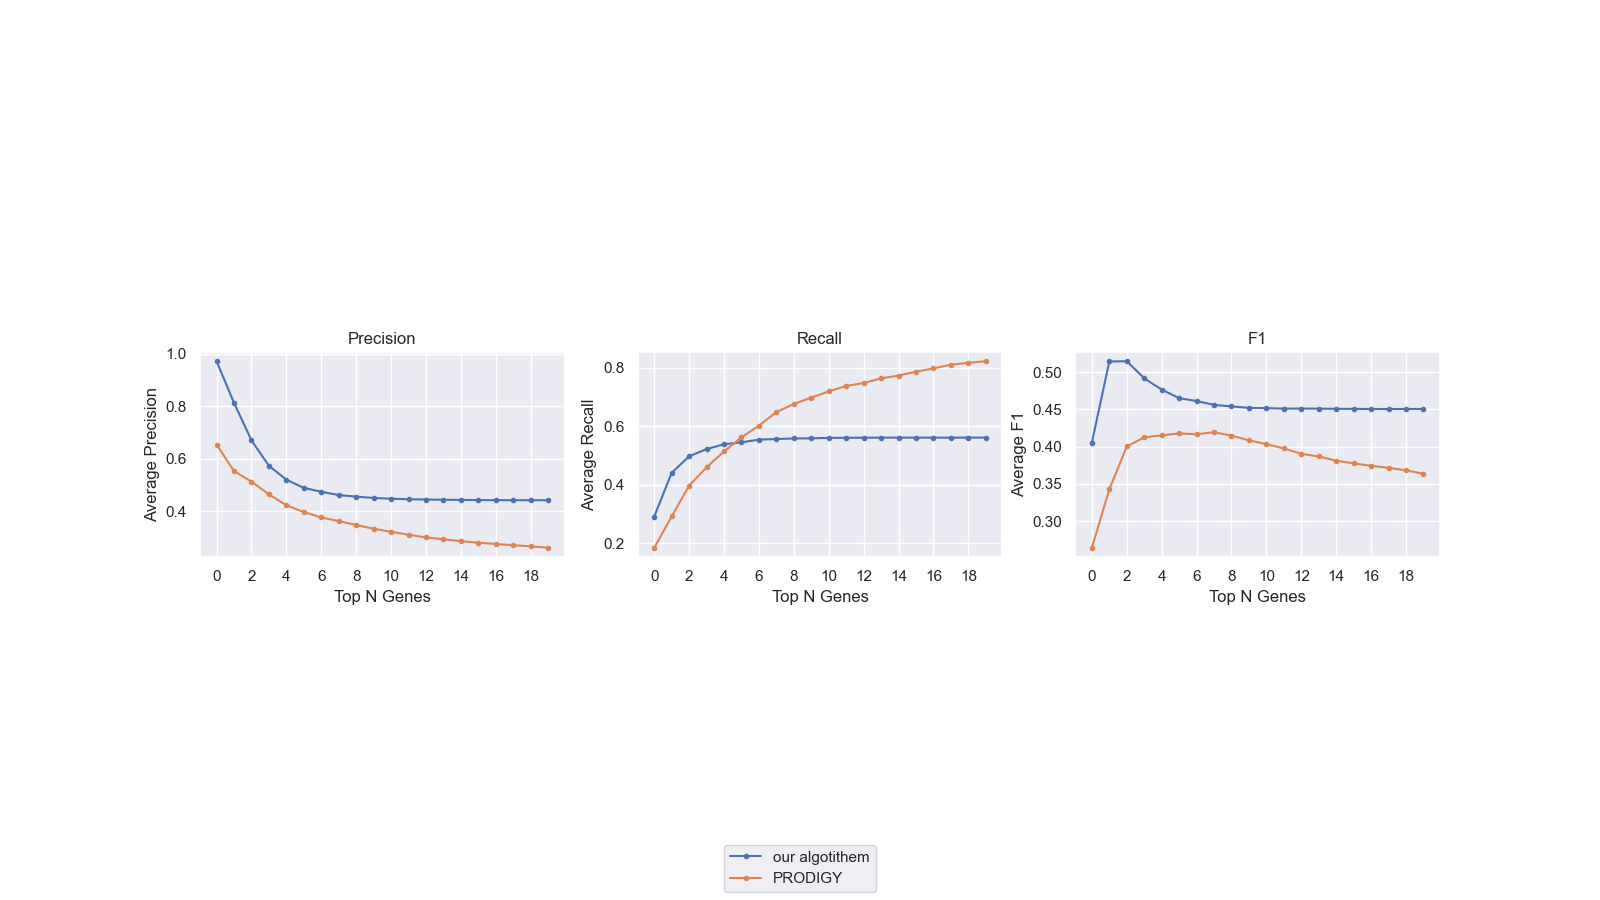 Precision
Recall
F1
1.0
0.8
0.6
0.4
Average Precision
0 2 4 6 8 10 12 14 16 18
Top N Genes
0.8
0.6
0.4
0.2
Average Recall
0 2 4 6 8 10 12 14 16 18
Top N Genes
0.50
0.45
0.40
0.35
0.30
Average F1
0 2 4 6 8 10 12 14 16 18
Top N Genes
our algotithem
PRODIGY